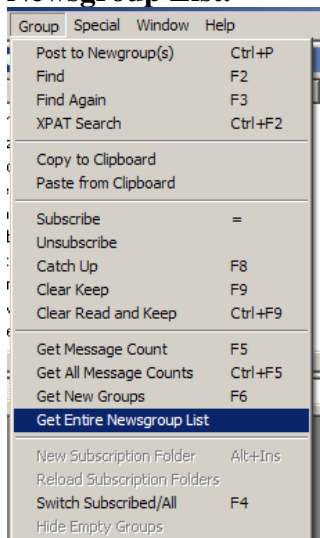 Newsgroup List.
Group Special Window Help
Post to Newgroup(s) Ctrl+P
Find F2
Find Again F3
XPAT Search Ctrl+F2
Copy to Clipboard
Paste from Clipboard
Subscribe =
Unsubscribe
Catch Up F8
Clear Keep F9
Clear Read and Keep Ctrl+F9
Get Message Count F5
Get All Message Counts Ctrl+F5
Get New Groups F6
Get Entire Newsgroup List
New Subscription Folder Alt+Ins
Reload Subscription Folders
Switch Subscribed/All F4
Hide Empty Groups